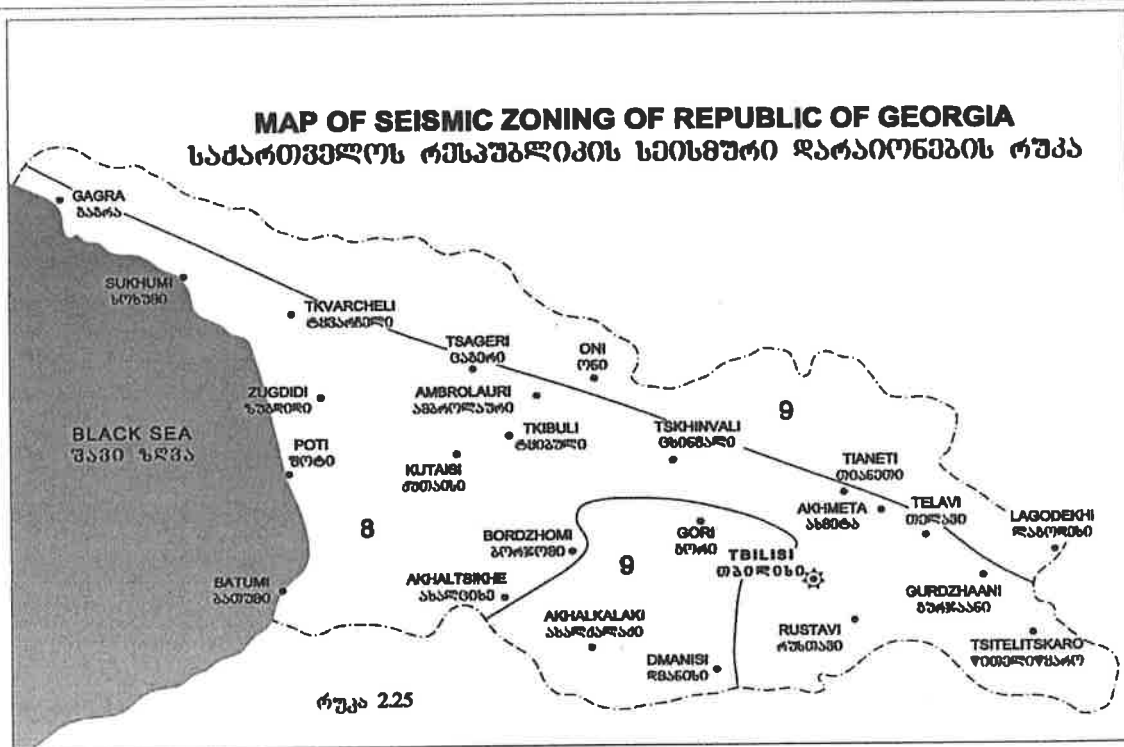 MAP OF SEISMIC ZONING OF REPUBLIC OF GEORGIA
საქართველოს რესპუბლიკის სეისმური დარაიონების რუკა
GAGRA
გაგრა
SUKHUMI
სოხუმი
TKVARCHELI
ტყვარჩელი
TSAGERI
ცაგერი
ONI
ონი
ZUGDIDI
ზუგდიდი
AMBROLAURI
ამბროლაური
9
BLACK SEA
შავი ზღვა
TKIBULI
ტყიბული
TSKHINVALI
ცხინვალი
POTI
ფოტი
KUTAISI
ქუთაისი
TIANETI
თიანეთი
AKHMETA
ახმეტა
TELAVI
თელავი
LAGODEKHI
ლაგოდეხი
8
BORDZHOMI
ბორჯომი
GORI
გორი
9
TBILISI
თბილისი
BATUMI
ბათუმი
AKHALTSIKHE
ახალციხე
GURDZHAANI
გურჯაანი
AKHALKALAKI
ახალქალაქი
RUSTAVI
რუსთავი
TSITELITSKARO
წითელიწყარო
DMANISI
დმანისი
რუკა 2.25